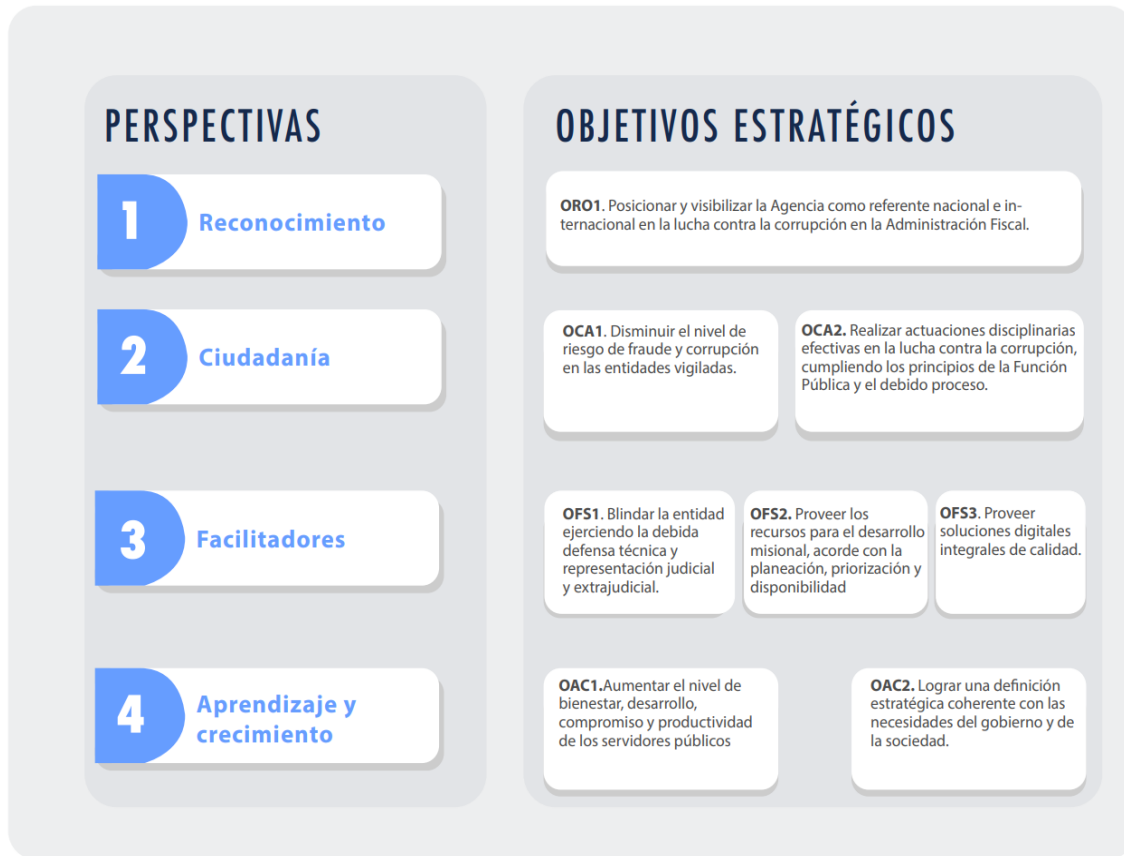 PERSPECTIVAS
OBJETIVOS ESTRATÉGICOS
1
Reconocimiento
ORO1. Posicionar y visibilizar la Agencia como referente nacional e in-
ternacional en la lucha contra la corrupción en la Administración Fiscal.
2
Ciudadanía
OCA1. Disminuir el nivel de
riesgo de fraude y corrupción
en las entidades vigiladas.
OCA2. Realizar actuaciones disciplinarias
efectivas en la lucha contra la corrupción,
cumpliendo los principios de la Función
Pública y el debido proceso.
3
Facilitadores
OFS1. Blindar la entidad
ejerciendo la debida
defensa técnica y
representación judicial
y extrajudicial.
OFS2. Proveer los
recursos para el desarrollo
misional, acorde con la
planeación, priorización y
disponibilidad
OFS3. Proveer
soluciones digitales
integrales de calidad.
4
Aprendizaje y
crecimiento
OAC1.Aumentar el nivel de
bienestar, desarrollo,
compromiso y productividad
de los servidores públicos
OAC2. Lograr una definición
estratégica coherente con las
necesidades del gobierno y de
la sociedad.